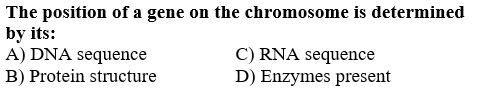 The position of a gene on the chromosome is determined
by its:
A) DNA sequence C) RNA sequence
B) Protein structure D) Enzymes present